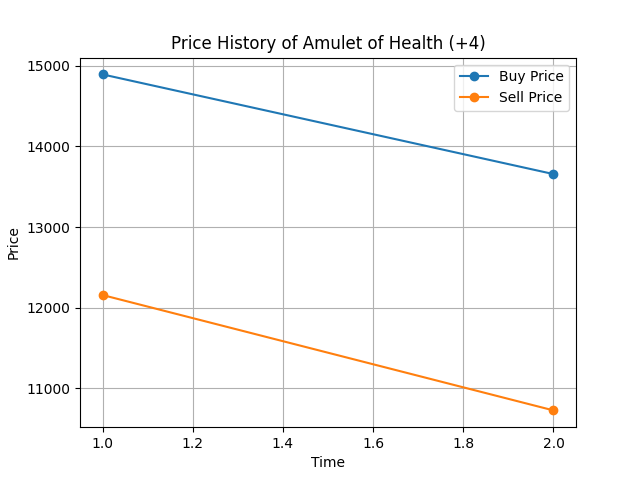 Price History of Amulet of Health (+4)
15000
14000
13000
12000
11000
Price
Buy Price
Sell Price
1.0 1.2 1.4 1.6 1.8 2.0
Time